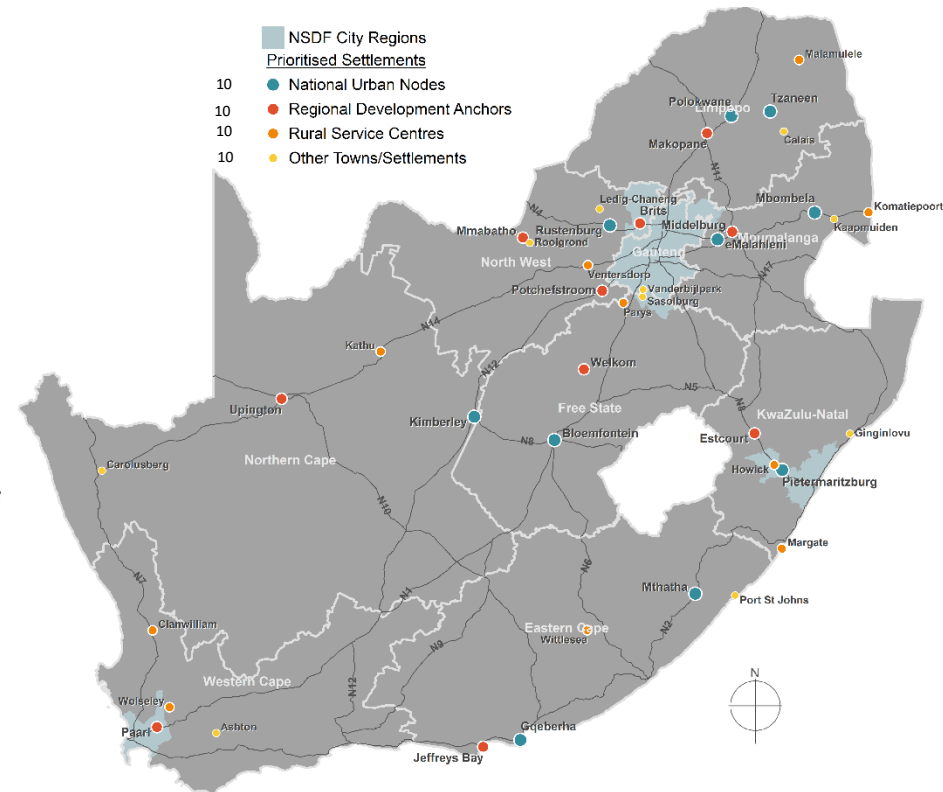 NSDF City Regions
Prioritised Settlements
10 National Urban Nodes
10 Regional Development Anchors
10 Rural Service Centres
10 Other Towns/Settlements
Malamulele
Polokwane
Tzaneen
Limpopo
Calais
Makopane
N11
Ledig-Chaneng
Brits
Mbombela
Komatiepoort
N4
Kaapmuiden
Mmabatho
Rustenburg
Middelburg
Roolgrond
eMalahleni
Mpumalanga
Gauteng
North West
Ventersdorp
N17
Potchefstroom
Vanderbijlpark
Sasolburg
Parys
N14
Kathu
N12
Welkom
N5
Upington
Free State
N3
KwaZulu-Natal
Kimberley
N8
Bloemfontein
Estcourt
Ginginlovu
Northern Cape
Carolusberg
Howick
Pietermaritzburg
N10
Margate
N7
N6
N1
Mthatha
Port St Johns
Clanwilliam
Eastern Cape
Wittlesea
N2
N9
Western Cape
N12
N
Wolseley
Paarl
Ashton
Gqeberha
Jeffreys Bay